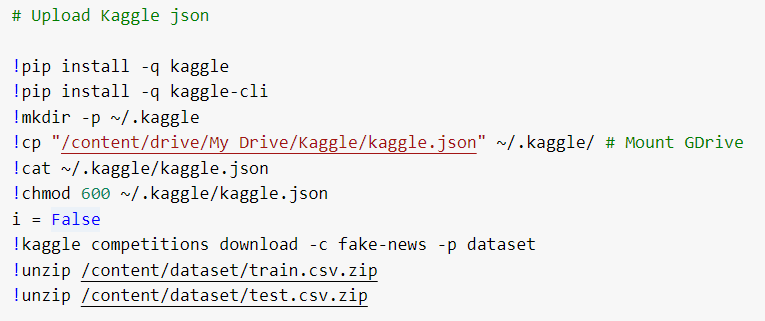 # Upload Kaggle json
!pip install -q kaggle
!pip install -q kaggle-cli
!mkdir -p ~/.kaggle
!cp "/content/drive/My Drive/Kaggle/kaggle.json" ~/.kaggle/ # Mount GDrive
!cat ~/.kaggle/kaggle.json
!chmod 600 ~/.kaggle/kaggle.json
i = False
!kaggle competitions download -c fake-news -p dataset
!unzip /content/dataset/train.csv.zip
!unzip /content/dataset/test.csv.zip